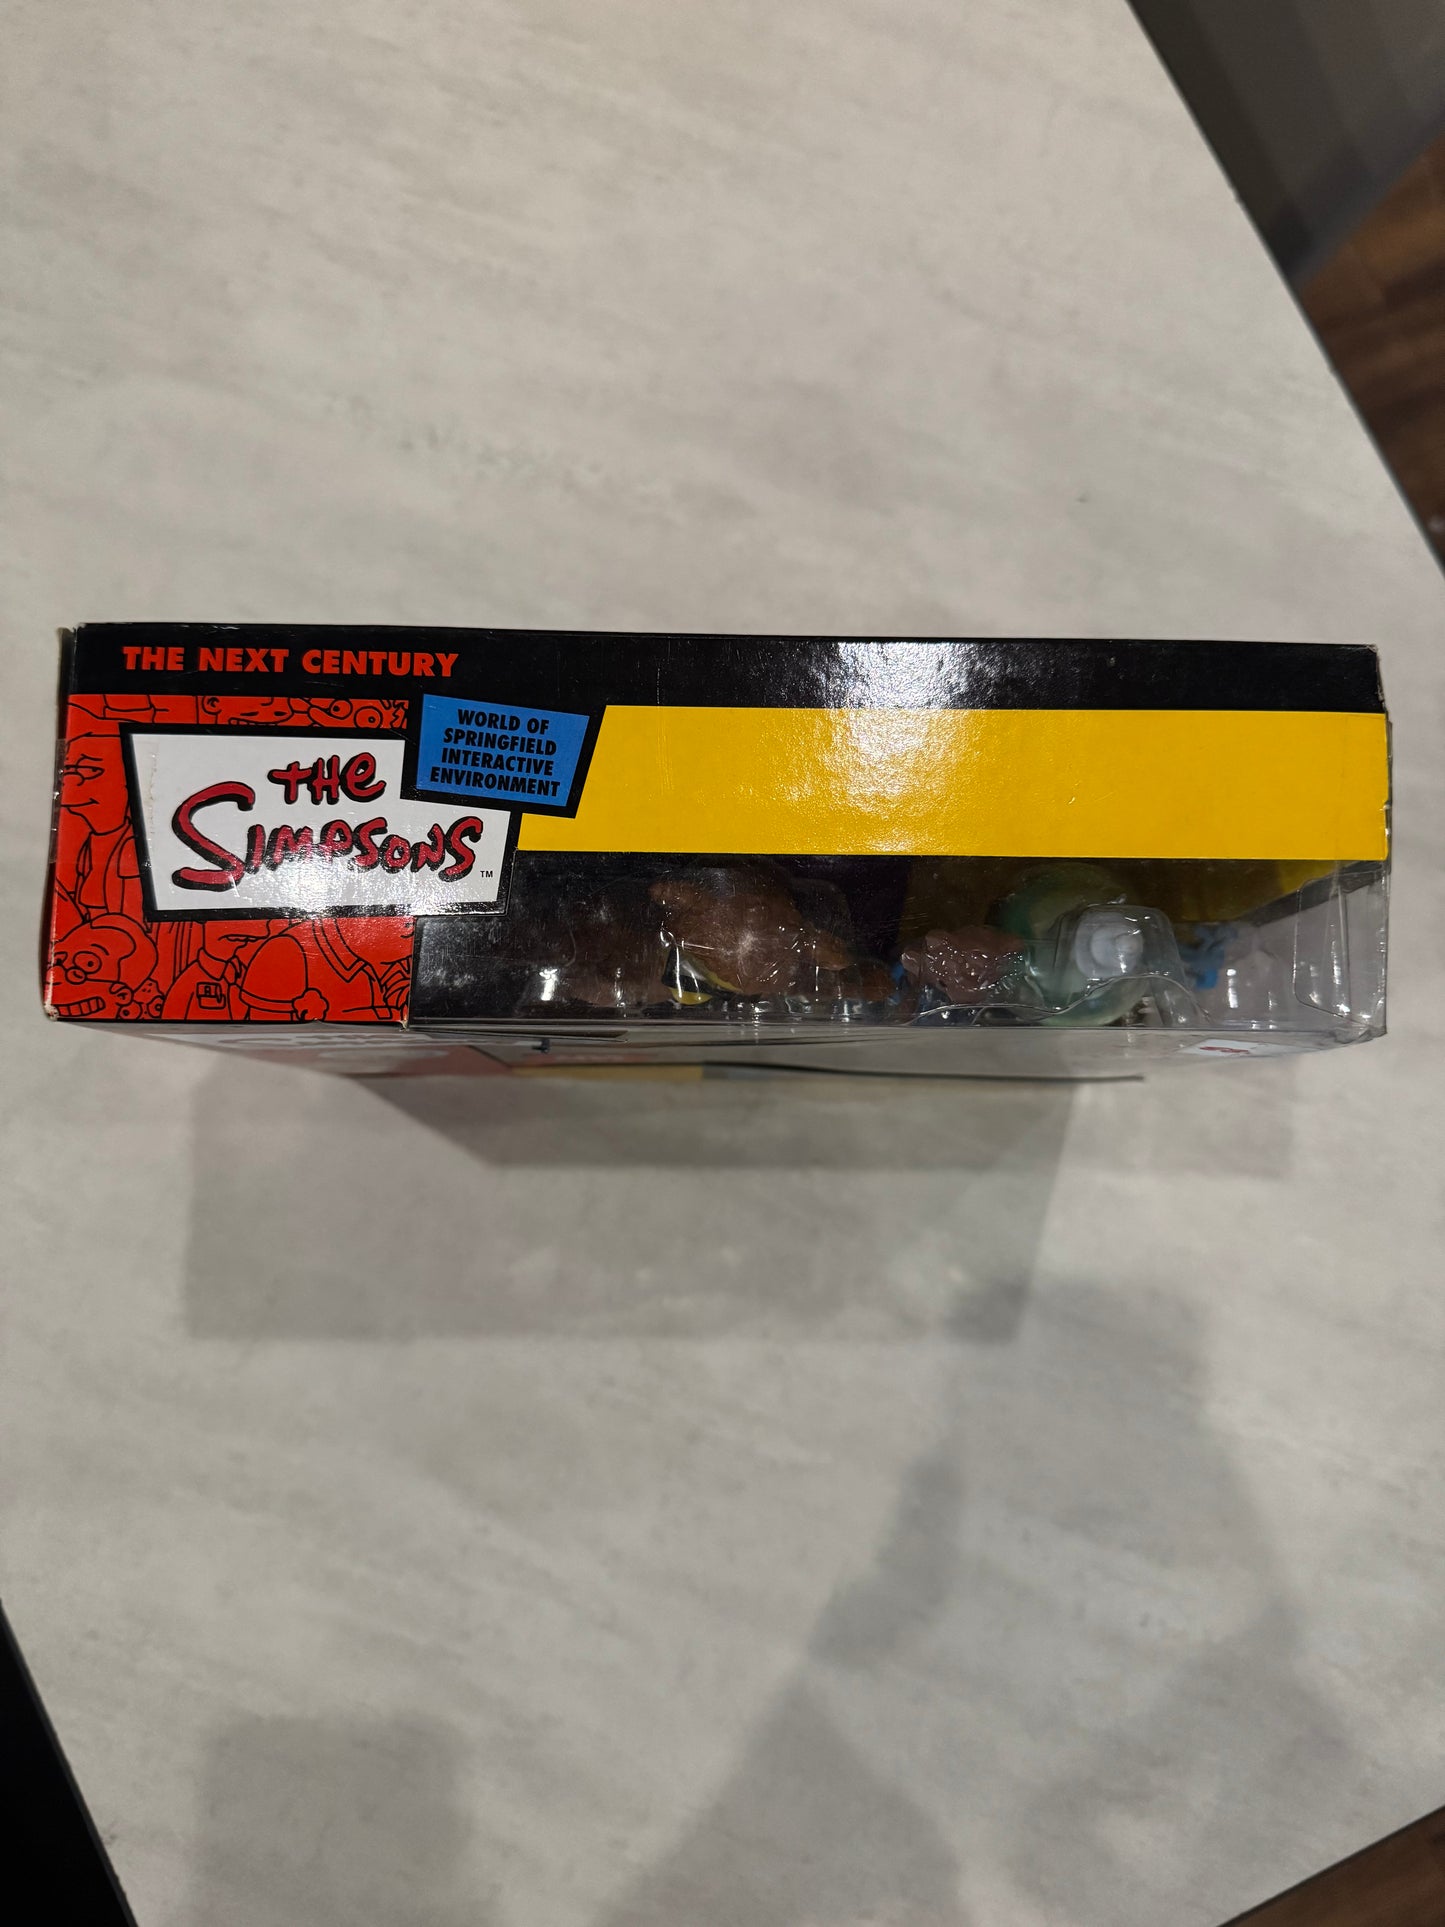 THE NEXT CENTURY
WORLD OF
SPRINGFIELD
INTERACTIVE
ENVIRONMENT
THE
SIMPSONS
TM